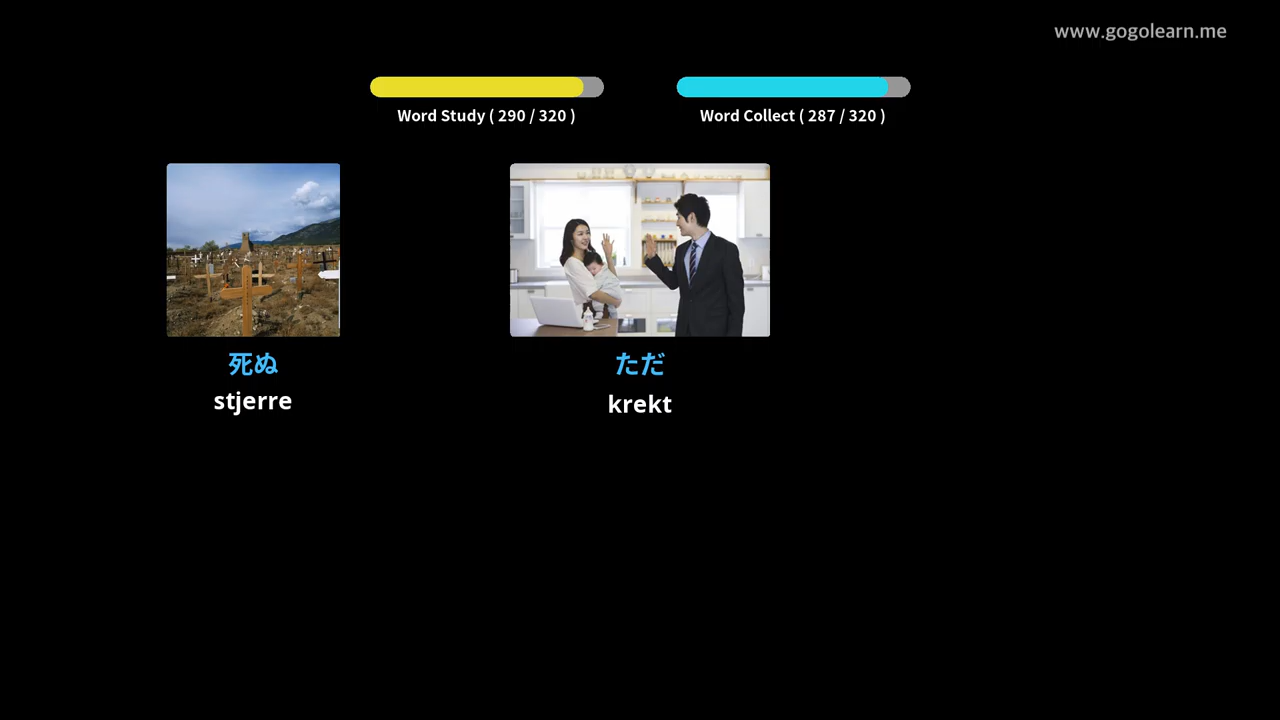 www.gogolearn.me
Word Study ( 290 / 320 )
Word Collect ( 287 / 320 )
死ぬ
stjerre
ただ
krekt